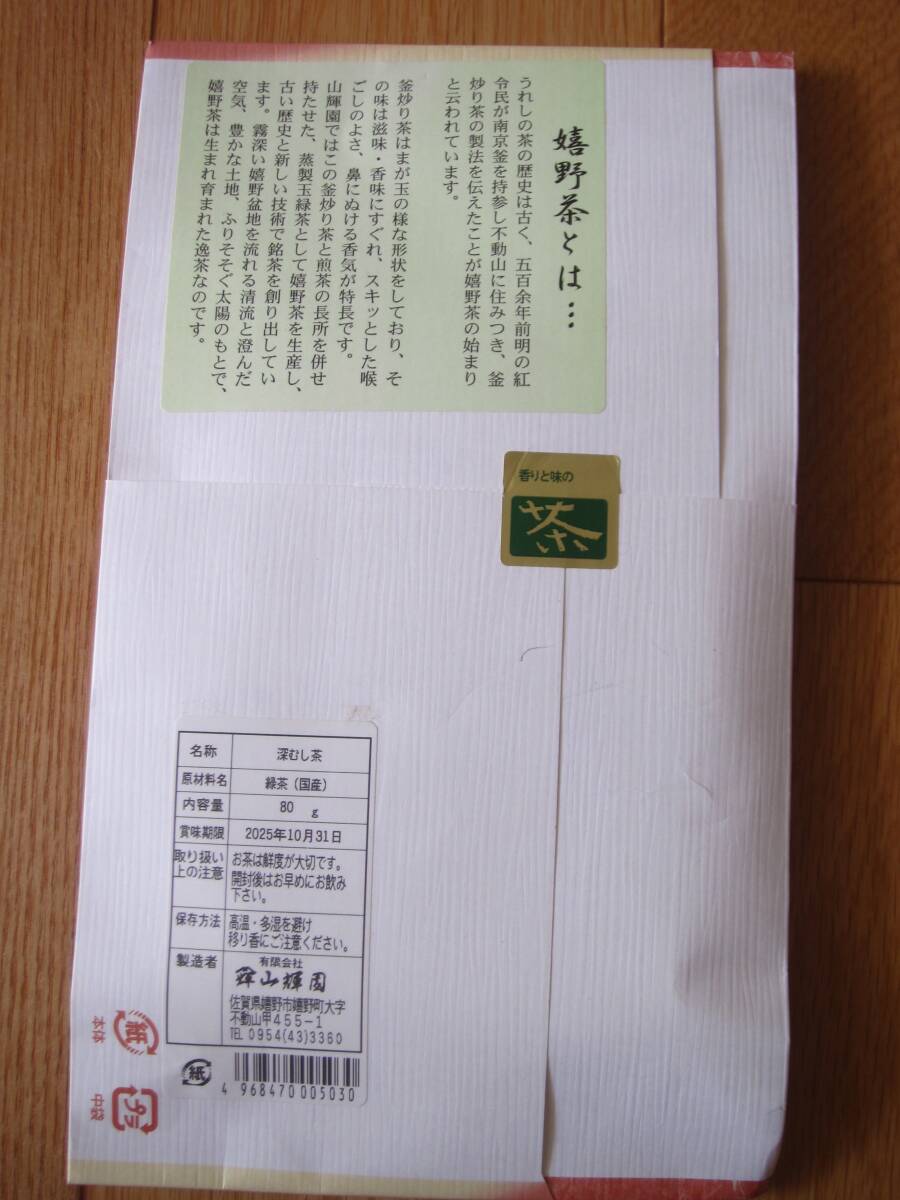 嬉野茶とは…
うれしの茶の歴史は古く、五百余年前明の紅
令民が南京釜を持参し不動山に住みつき、釜
炒り茶の製法を伝えたことが嬉野茶の始まり
と云われています。
釜炒り茶はまが玉の様な形状をしており、そ
の味は滋味・香味にすぐれ、スキッとした喉
ごしのよさ、鼻にぬける香気が特長です。
山輝園ではこの釜炒り茶と煎茶の長所を併せ
持たせた、蒸製玉緑茶として嬉野茶を生産し、
古い歴史と新しい技術で銘茶を創り出してい
ます。霧深い嬉野盆地を流れる清流と澄んだ
空気、豊かな土地、ふりそそぐ太陽のもとで、
嬉野茶は生まれ育まれた逸茶なのです。
香りと味の
茶
名称 深むし茶
原材料名 緑茶(国産)
内容量 80 g
賞味期限 2025年10月31日
取り扱い
上の注意
お茶は鮮度が大切です。
開封後はお早めにお飲み
下さい。
保存方法
高温・多湿を避け
移り香にご注意ください。
製造者
有限会社
山輝園
佐賀県嬉野市嬉野町大字
不動山甲455-1
TEL 0954(43)3360
紙
4 968470 005030
紙
本体
プラ
中袋